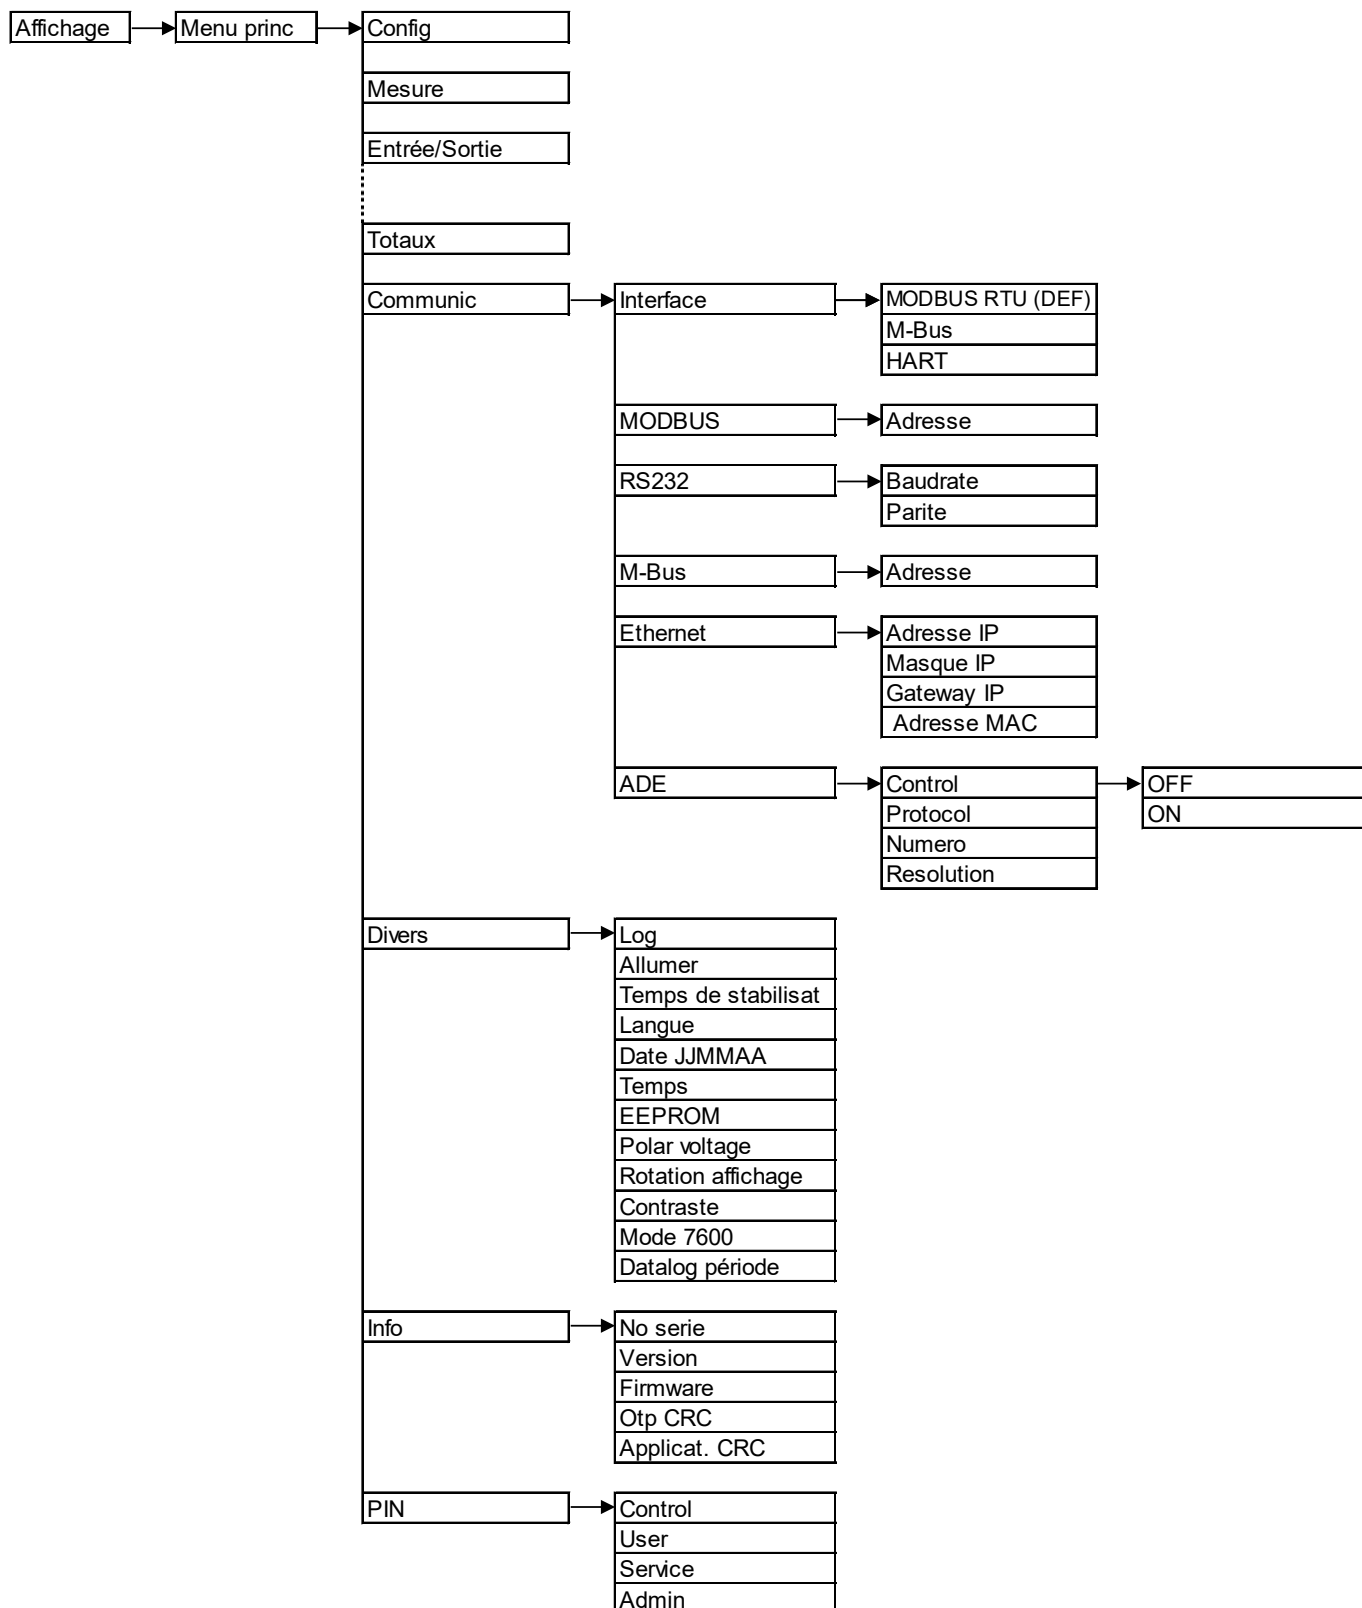 Affichage
Menu princ
Config
Mesure
Entrée/Sortie
Totaux
Communic
Interface
MODBUS RTU (DEF)
M-Bus
HART
MODBUS
Adresse
RS232
Baudrate
Parite
M-Bus
Adresse
Ethernet
Adresse IP
Masque IP
Gateway IP
Adresse MAC
ADE
Control
OFF
Protocol
ON
Numero
Resolution
Divers
Log
Allumer
Temps de stabilisat
Langue
Date JJMMAA
Temps
EEPROM
Polar voltage
Rotation affichage
Contraste
Mode 7600
Datalog période
Info
No serie
Version
Firmware
Otp CRC
Applicat. CRC
PIN
Control
User
Service
Admin